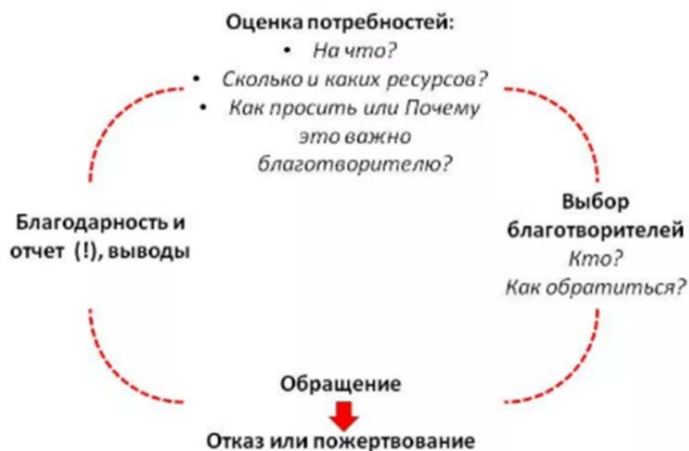 Оценка потребностей:
• На что?
• Сколько и каких ресурсов?
• Как просить или Почему
это важно
благотворителю?
Выбор
благотворителей
Кто?
Как обратиться?
Обращение
Отказ или пожертвование
Благодарность и
отчет (!), выводы